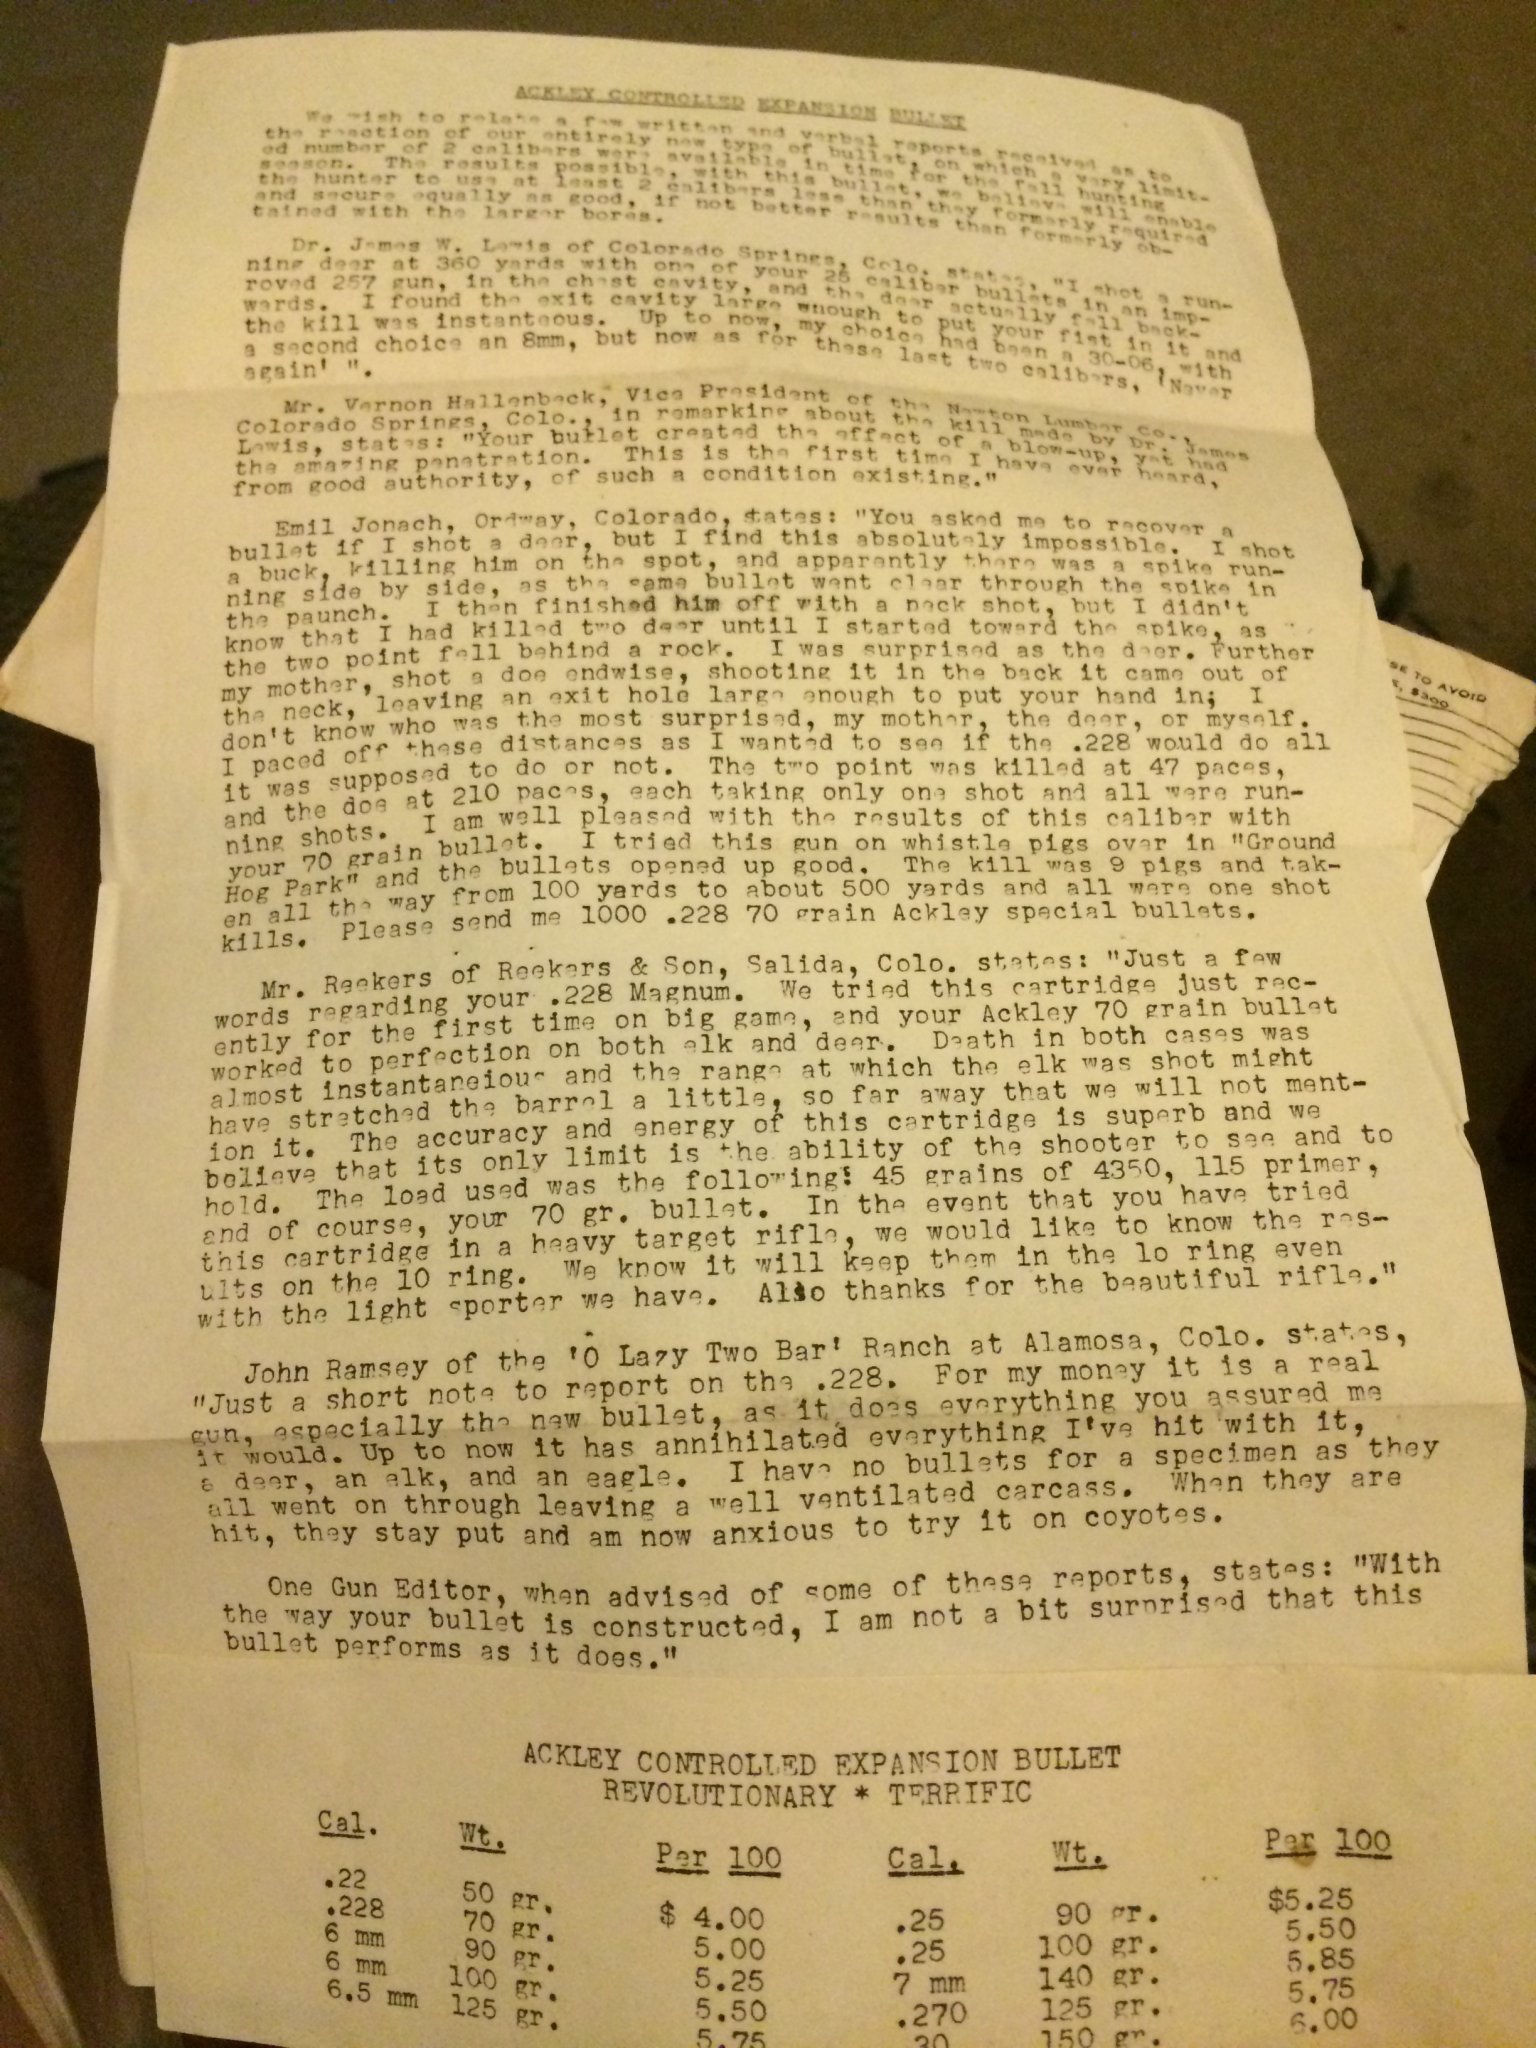 ACKLEY CONTROLLED EXPANSION BULLET
We wish to relate a few written and verbal reports received as to
the reaction of our entirely new type of bullet, on which a very limit-
ed number of 2 calibers were available in time for the fall hunting
season. The results possible, with this bullet, we believe will enable
the hunter to use at least 2 calibers less than they formerly required
and secure equally as good, if not better results than formerly ob-
tained with the larger bores.
Dr. James W. Lewis of Colorado Springs, Colo. states, "I shot a run-
ning deer at 360 yards with one of your 25 caliber bullets in an imp-
roved 257 gun, in the chest cavity, and the deer actually fell back-
wards. I found the exit cavity large wnough to put your fist in it and
the kill was instanteous. Up to now, my choice had been a 30-06, with
a second choice an 8mm, but now as for these last two calibers, 'Never
again' ".
Mr. Vernon Hallenbeck, Vice President of the Newton Lumber Co.,
Colorado Springs, Colo., in remarking about the kill made by Dr. James
Lewis, states: "Your bullet created the effect of a blow-up, yet had
the amazing penetration. This is the first time I have ever heard,
from good authority, of such a condition existing."
Emil Jonach, Ordway, Colorado, states: "You asked me to recover a
bullet if I shot a deer, but I find this absolutely impossible. I shot
a buck, killing him on the spot, and apparently there was a spike run-
ning side by side, as the same bullet went clear through the spike in
the paunch. I then finished him off with a neck shot, but I didn't
know that I had killed two deer until I started toward the spike, as
the two point fell behind a rock. I was surprised as the deer. Further
my mother, shot a doe endwise, shooting it in the back it came out of
the neck, leaving an exit hole large enough to put your hand in; I
don't know who was the most surprised, my mother, the deer, or myself.
I paced off these distances as I wanted to see if the .228 would do all
it was supposed to do or not. The two point was killed at 47 paces,
and the doe at 210 paces, each taking only one shot and all were run-
ning shots. I am well pleased with the results of this caliber with
your 70 grain bullet. I tried this gun on whistle pigs over in "Ground
Hog Park" and the bullets opened up good. The kill was 9 pigs and tak-
en all the way from 100 yards to about 500 yards and all were one shot
kills. Please send me 1000 .228 70 grain Ackley special bullets.
Mr. Reekers of Reekers & Son, Salida, Colo. states: "Just a few
words regarding your .228 Magnum. We tried this cartridge just rec-
ently for the first time on big game, and your Ackley 70 grain bullet
worked to perfection on both elk and deer. Death in both cases was
almost instantaneious and the range at which the elk was shot might
have stretched the barrel a little, so far away that we will not ment-
ion it. The accuracy and energy of this cartridge is superb and we
believe that its only limit is the ability of the shooter to see and to
hold. The load used was the following: 45 grains of 4350, 115 primer,
and of course, your 70 gr. bullet. In the event that you have tried
this cartridge in a heavy target rifle, we would like to know the res-
ults on the 10 ring. We know it will keep them in the lo ring even
with the light sporter we have. Also thanks for the beautiful rifle."
John Ramsey of the 'O Lazy Two Bar' Ranch at Alamosa, Colo. states,
"Just a short note to report on the .228. For my money it is a real
gun, especially the new bullet, as it does everything you assured me
it would. Up to now it has annihilated everything I've hit with it,
a deer, an elk, and an eagle. I have no bullets for a specimen as they
all went on through leaving a well ventilated carcass. When they are
hit, they stay put and am now anxious to try it on coyotes.
One Gun Editor, when advised of some of these reports, states: "With
the way your bullet is constructed, I am not a bit surprised that this
bullet performs as it does."
ACKLEY CONTROLLED EXPANSION BULLET
REVOLUTIONARY * TERRIFIC
Cal. Wt. Per 100 Cal. Wt. Per 100
.22 50 gr. $ 4.00 .25 90 gr. $5.25
.228 70 gr. 5.00 .25 100 gr. 5.50
6 mm 90 gr. 5.25 7 mm 140 gr. 5.85
6 mm 100 gr. 5.50 .270 125 gr. 5.75
6.5 mm 125 gr. 5.75 30 150 gr. 6.00
SE TO AVOID
$300